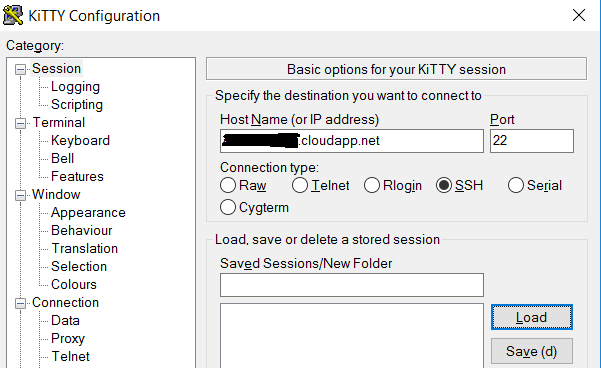 KiTTY Configuration
Category:
Session
Logging
Scripting
Terminal
Keyboard
Bell
Features
Window
Appearance
Behaviour
Translation
Selection
Colours
Connection
Data
Proxy
Telnet
Basic options for your KiTTY session
Specify the destination you want to connect to
Host Name (or IP address) Port
.cloudapp.net 22
Connection type:
Raw Telnet Rlogin SSH Serial
Cygterm
Load, save or delete a stored session
Saved Sessions/New Folder
Load
Save (d)